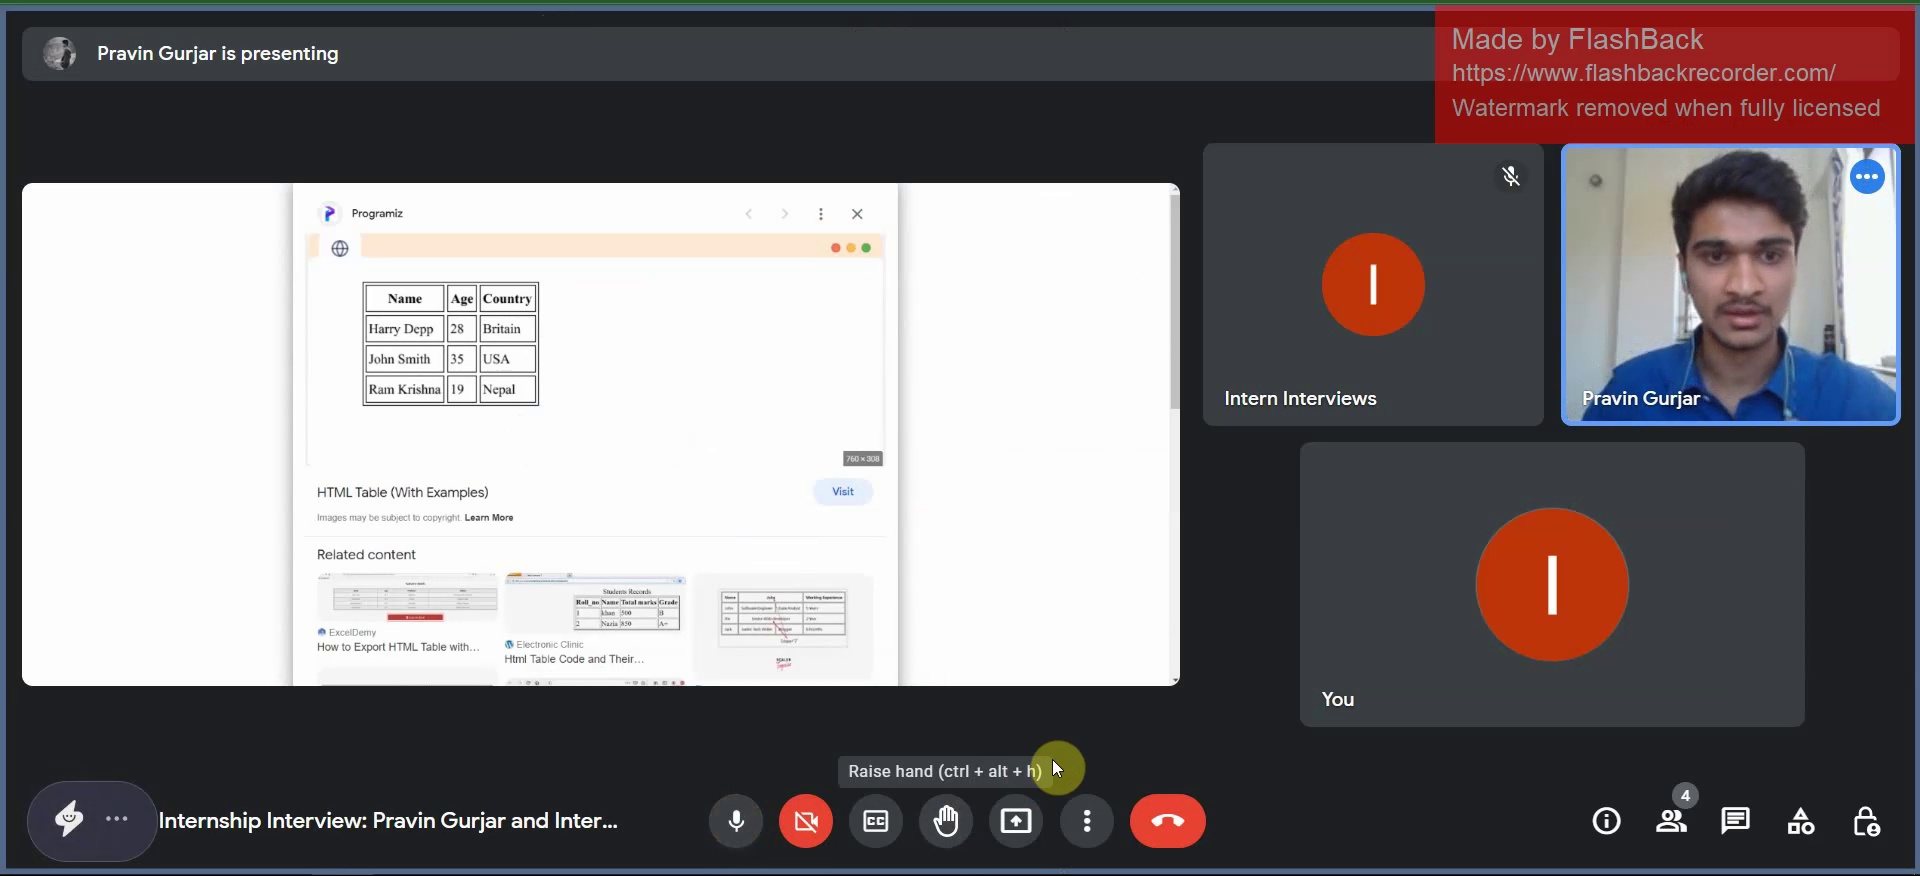 Pravin Gurjar is presenting
Made by FlashBack
https://www.flashbackrecorder.com/
Watermark removed when fully licensed
Programiz
Name Age Country
Harry Depp 28 Britain
John Smith 35 USA
Ram Krishna 19 Nepal
760 × 308
HTML Table (With Examples)
Visit
Images may be subject to copyright. Learn More
Related content
Students Records
Roll_no Name Total marks Grade
1 khan 500 B
2 Nazia 850 A+
ExcelDemy
How to Export HTML Table with...
Electronic Clinic
Html Table Code and Their...
I
Intern Interviews
Pravin Gurjar
I
You
Raise hand (ctrl + alt + h)
Internship Interview: Pravin Gurjar and Inter...
4